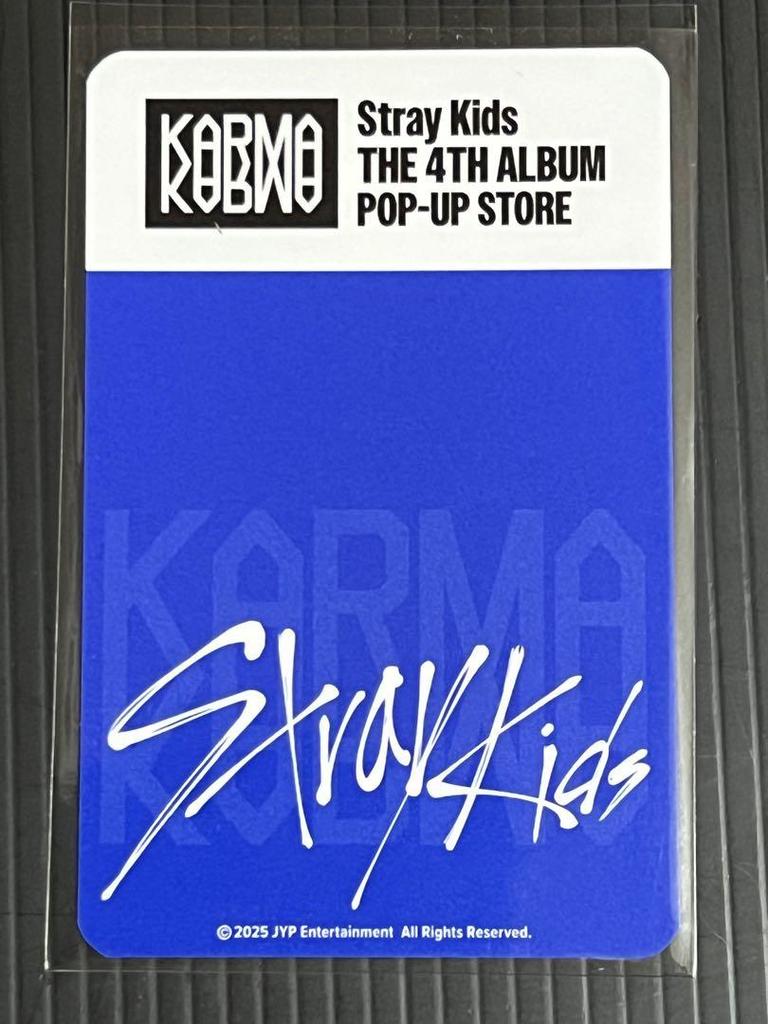 KARMA
Stray Kids
THE 4TH ALBUM
POP-UP STORE
KARMA
Stray Kids
©2025 JYP Entertainment All Rights Reserved.